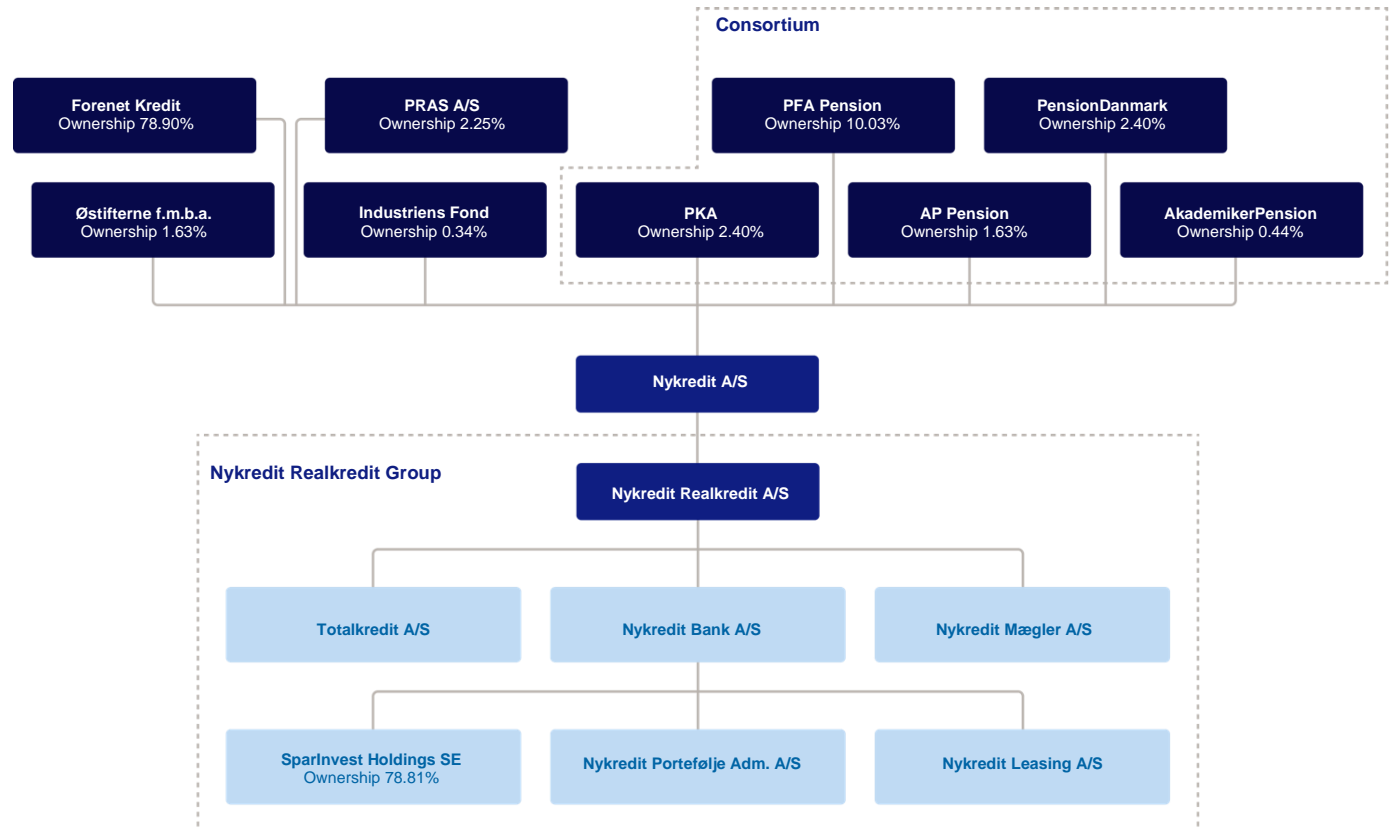 Consortium
Forenet Kredit
Ownership 78.90%
PRAS A/S
Ownership 2.25%
PFA Pension
Ownership 10.03%
PensionDanmark
Ownership 2.40%
Østifterne f.m.b.a.
Ownership 1.63%
Industriens Fond
Ownership 0.34%
PKA
Ownership 2.40%
AP Pension
Ownership 1.63%
AkademikerPension
Ownership 0.44%
Nykredit A/S
Nykredit Realkredit Group
Nykredit Realkredit A/S
Totalkredit A/S
Nykredit Bank A/S
Nykredit Mægler A/S
SparInvest Holdings SE
Ownership 78.81%
Nykredit Portefølje Adm. A/S
Nykredit Leasing A/S